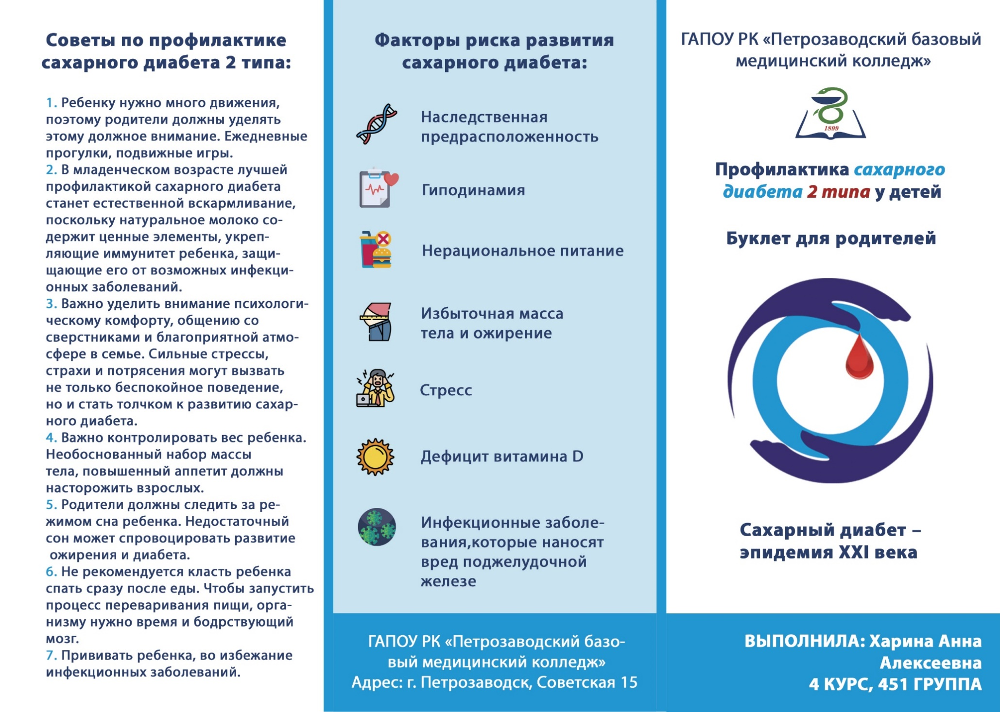 Советы по профилактике
сахарного диабета 2 типа:
1. Ребенку нужно много движения,
поэтому родители должны уделять
этому должное внимание. Ежедневные
прогулки, подвижные игры.
2. В младенческом возрасте лучшей
профилактикой сахарного диабета
станет естественной вскармливание,
поскольку натуральное молоко со-
держит ценные элементы, укреп-
ляющие иммунитет ребенка, защи-
щающие его от возможных инфекци-
онных заболеваний.
3. Важно уделить внимание психологи-
ческому комфорту, общению со
сверстниками и благоприятной атмо-
сфере в семье. Сильные стрессы,
страхи и потрясения могут вызвать
не только беспокойное поведение,
но и стать толчком к развитию сахар-
ного диабета.
4. Важно контролировать вес ребенка.
Необоснованный набор массы
тела, повышенный аппетит должны
насторожить взрослых.
5. Родители должны следить за ре-
жимом сна ребенка. Недостаточный
сон может спровоцировать развитие
ожирения и диабета.
6. Не рекомендуется класть ребенка
спать сразу после еды. Чтобы запустить
процесс переваривания пищи, орга-
низму нужно время и бодрствующий
мозг.
7. Прививать ребенка, во избежание
инфекционных заболеваний.
Факторы риска развития
сахарного диабета:
Наследственная
предрасположенность
Гиподинамия
Нерациональное питание
Избыточная масса
тела и ожирение
Стресс
Дефицит витамина D
Инфекционные заболе-
вания,которые наносят
вред поджелудочной
железе
ГАПОУ РК «Петрозаводский базо-
вый медицинский колледж»
Адрес: г. Петрозаводск, Советская 15
ГАПОУ РК «Петрозаводский базовый
медицинский колледж»
1899
Профилактика сахарного
диабета 2 типа у детей
Буклет для родителей
Сахарный диабет –
эпидемия XXI века
ВЫПОЛНИЛА: Харина Анна
Алексеевна
4 КУРС, 451 ГРУППА